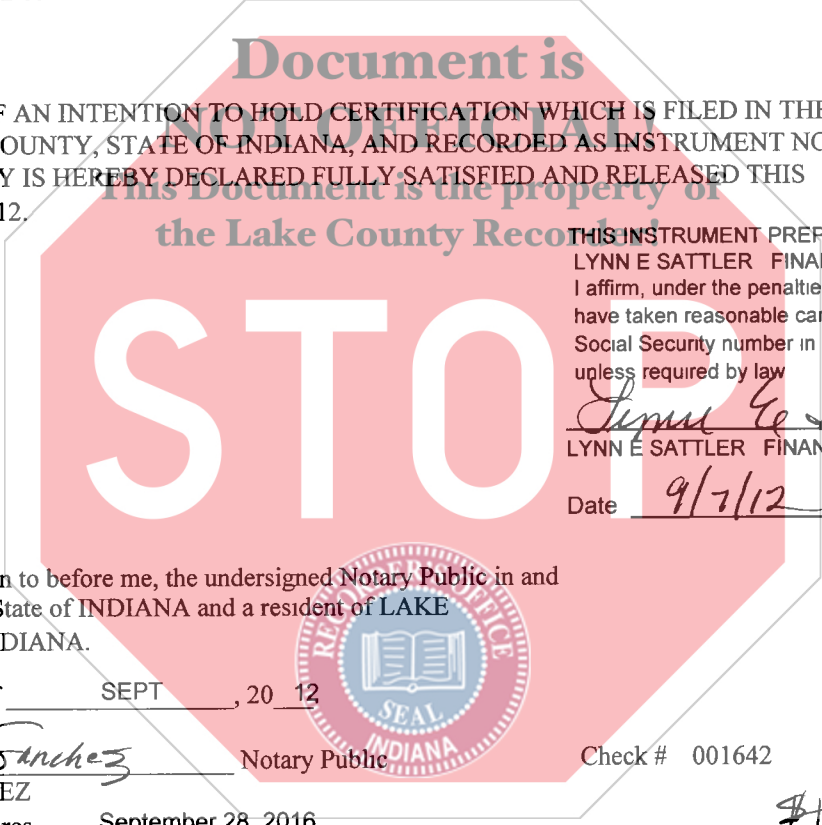 Document is
F AN INTENTION TO HOLD CERTIFICATION WHICH IS FILED IN THE
NOT OFFICIAL!
OUNTY, STATE OF INDIANA, AND RECORDED AS INSTRUMENT NO
Y IS HEREBY DECLARED FULLY SATISFIED AND RELEASED THIS
This Document is the property of
12.
the Lake County Recorder!
THIS INSTRUMENT PREP
LYNN E SATTLER FINAN
I affirm, under the penaltie
have taken reasonable car
Social Security number in
unless required by law
STOP
Lynn E S
LYNN E SATTLER FINAN
Date 9/7/12
n to before me, the undersigned Notary Public in and
State of INDIANA and a resident of LAKE
DIANA.
SEPT , 20 12
RECORDER'S OFFICE
SEAL
INDIANA
Sanchez Notary Public
Check # 001642
EZ
September 28, 2016